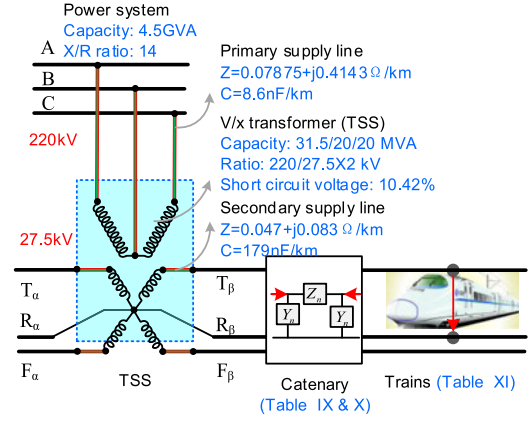 Power system
Capacity: 4.5GVA
X/R ratio: 14
A
B
C
220kV
Primary supply line
Z=0.07875+j0.4143Ω/km
C=8.6nF/km
V/x transformer (TSS)
Capacity: 31.5/20/20 MVA
Ratio: 220/27.5X2 kV
Short circuit voltage: 10.42%
Secondary supply line
Z=0.047+j0.083Ω/km
C=179nF/km
27.5kV
Tα
Rα
Fα
TSS
Tβ
Rβ
Fβ
Zn
Yn
Yn
Catenary
(Table IX & X)
Trains (Table XI)